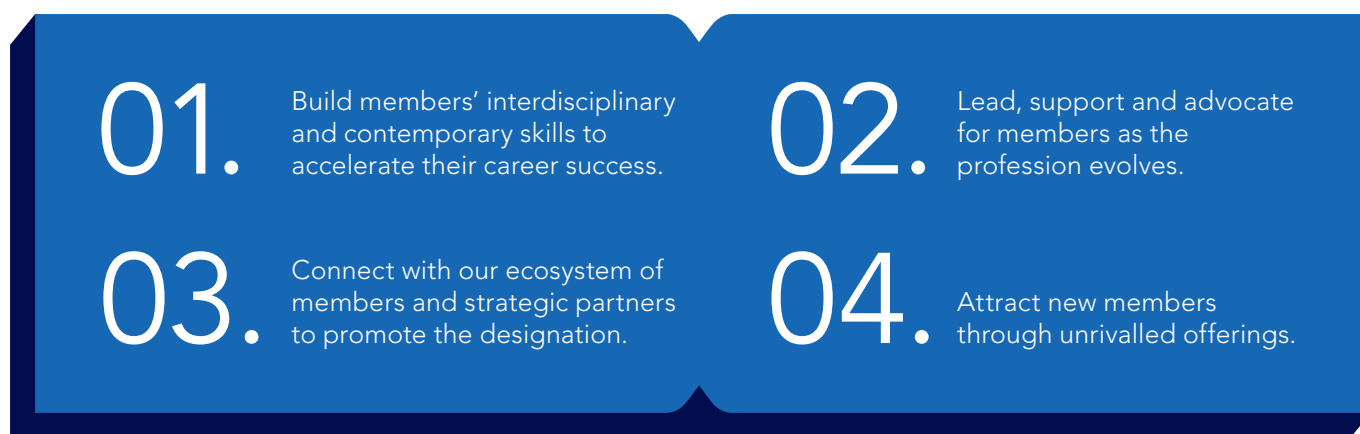 01.
Build members’ interdisciplinary
and contemporary skills to
accelerate their career success.
02.
Lead, support and advocate
for members as the
profession evolves.
03.
Connect with our ecosystem of
members and strategic partners
to promote the designation.
04.
Attract new members
through unrivalled offerings.